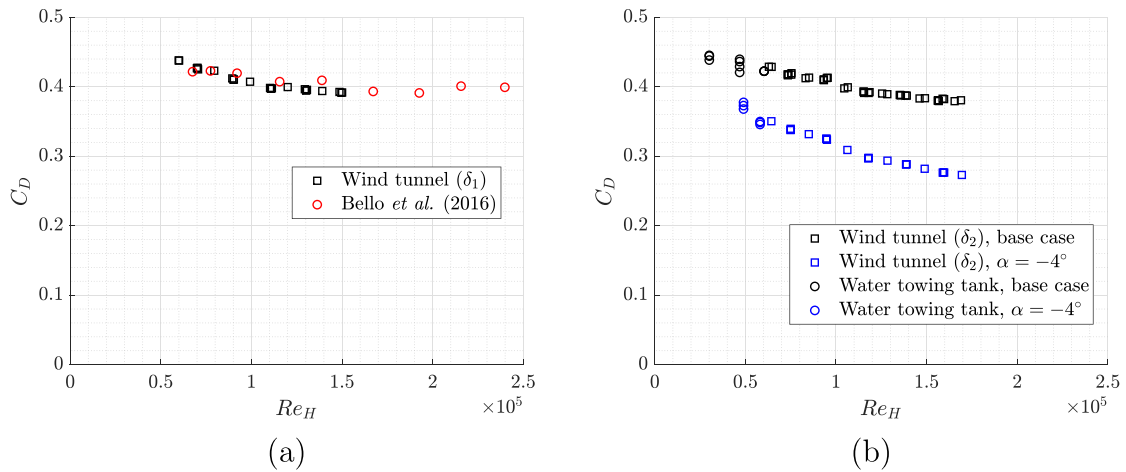 0.5
0.4
0.3
0.2
0.1
0
C_D
0 0.5 1 1.5 2 2.5
Re_H
×10^5
Wind tunnel (δ_1)
Bello et al. (2016)
(a)
0.5
0.4
0.3
0.2
0.1
0
C_D
0 0.5 1 1.5 2 2.5
Re_H
×10^5
Wind tunnel (δ_2), base case
Wind tunnel (δ_2), α = −4°
Water towing tank, base case
Water towing tank, α = −4°
(b)